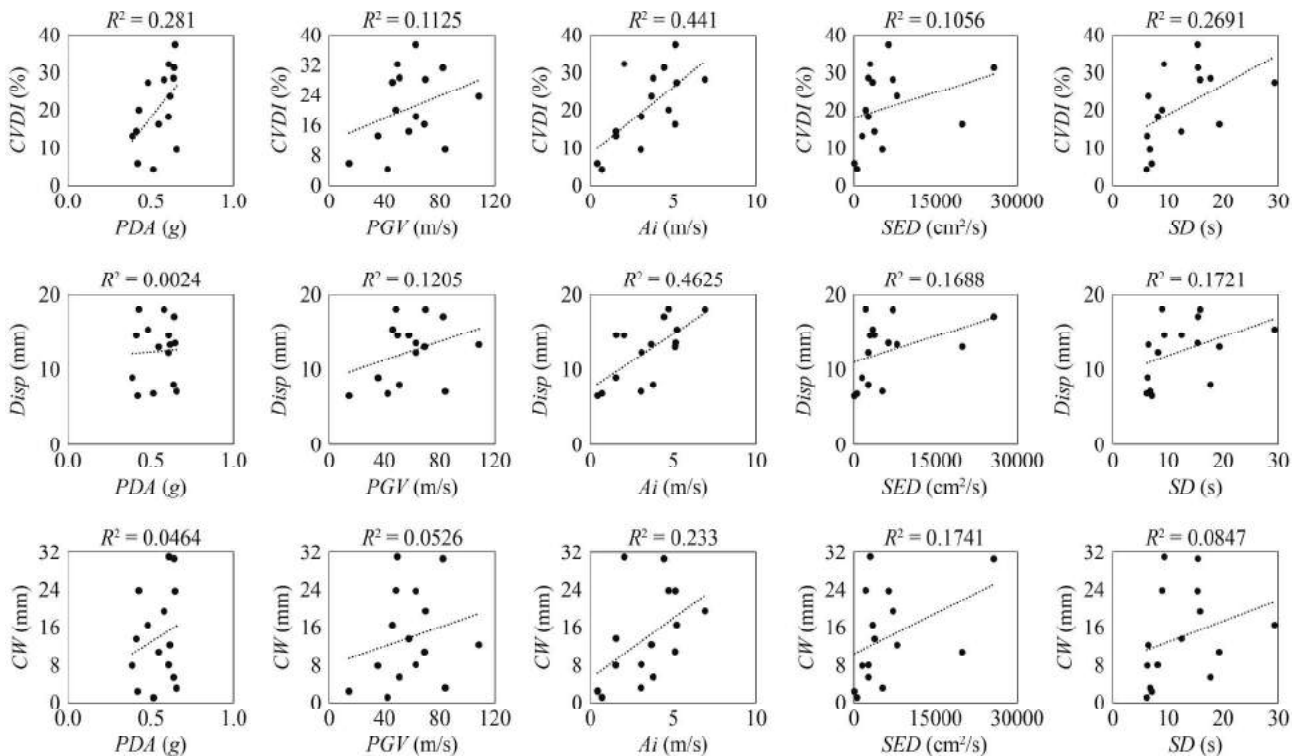 R² = 0.281 R² = 0.1125 R² = 0.441 R² = 0.1056 R² = 0.2691
CVDI (%) 40 30 20 10 0 0.0 0.5 1.0
PDA (g)
CVDI (%) 40 32 24 16 8 0 0 40 80 120
PGV (m/s)
CVDI (%) 40 30 20 10 0 0 5 10
Ai (m/s)
CVDI (%) 40 30 20 10 0 0 15000 30000
SED (cm²/s)
CVDI (%) 40 30 20 10 0 0 10 20 30
SD (s)
R² = 0.0024 R² = 0.1205 R² = 0.4625 R² = 0.1688 R² = 0.1721
Disp (mm) 20 10 0 0.0 0.5 1.0
PDA (g)
Disp (mm) 20 10 0 0 40 80 120
PGV (m/s)
Disp (mm) 20 10 0 0 5 10
Ai (m/s)
Disp (mm) 20 10 0 0 15000 30000
SED (cm²/s)
Disp (mm) 20 10 0 0 10 20 30
SD (s)
R² = 0.0464 R² = 0.0526 R² = 0.233 R² = 0.1741 R² = 0.0847
CW (mm) 32 24 16 8 0 0.0 0.5 1.0
PDA (g)
CW (mm) 32 24 16 8 0 0 40 80 120
PGV (m/s)
CW (mm) 32 24 16 8 0 0 5 10
Ai (m/s)
CW (mm) 32 24 16 8 0 0 15000 30000
SED (cm²/s)
CW (mm) 32 24 16 8 0 0 10 20 30
SD (s)